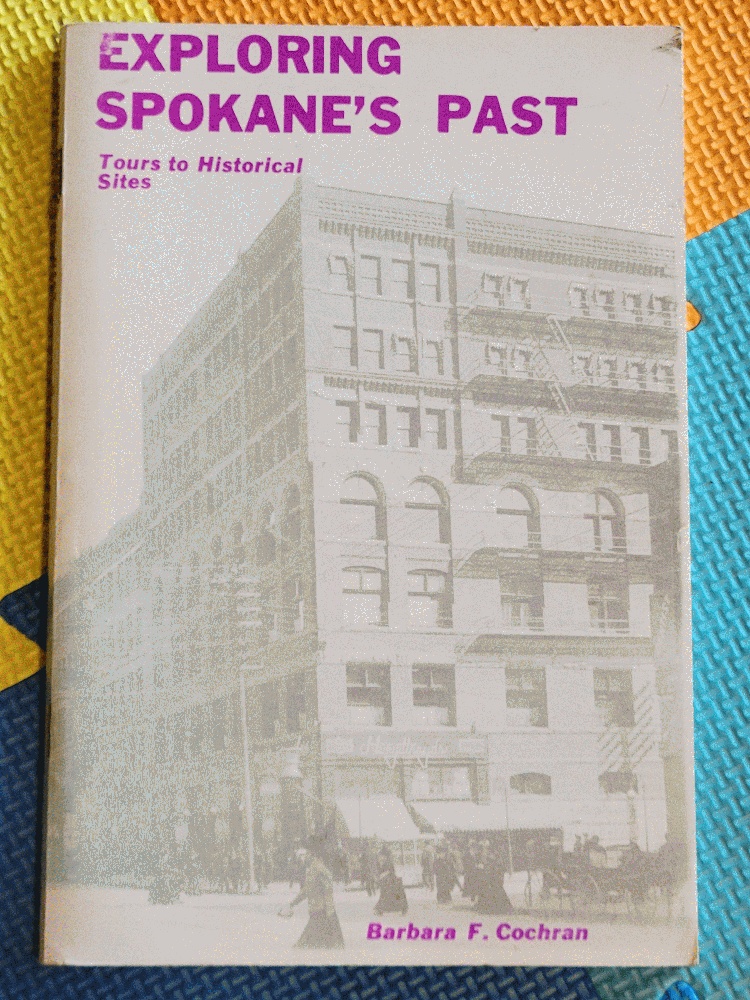 EXPLORING
SPOKANE'S PAST
Tours to Historical
Sites
Barbara F. Cochran